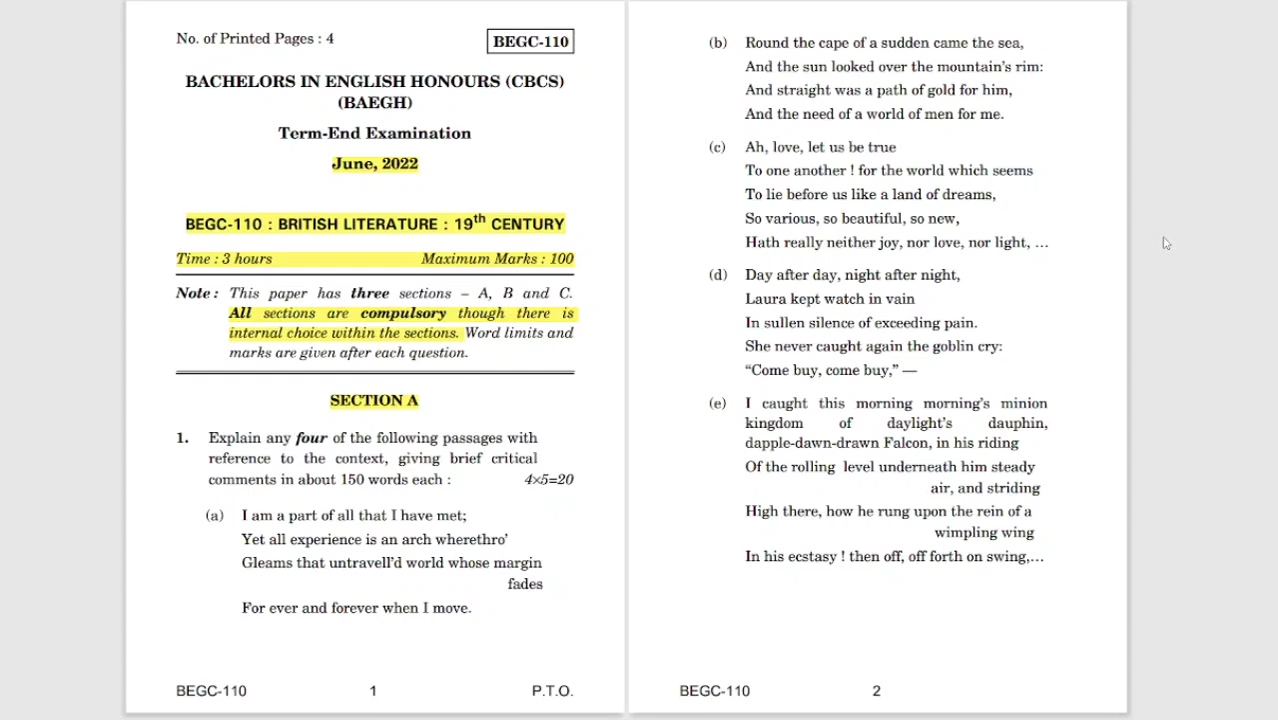 No. of Printed Pages : 4
BEGC-110
BACHELORS IN ENGLISH HONOURS (CBCS)
(BAEGH)
Term-End Examination
June, 2022
BEGC-110 : BRITISH LITERATURE : 19th CENTURY
Time : 3 hours Maximum Marks : 100
Note : This paper has three sections – A, B and C.
All sections are compulsory though there is
internal choice within the sections. Word limits and
marks are given after each question.
SECTION A
1. Explain any four of the following passages with
reference to the context, giving brief critical
comments in about 150 words each : 4×5=20
(a) I am a part of all that I have met;
Yet all experience is an arch wherethro’
Gleams that untravell’d world whose margin
fades
For ever and forever when I move.
BEGC-110 1 P.T.O.
(b) Round the cape of a sudden came the sea,
And the sun looked over the mountain’s rim:
And straight was a path of gold for him,
And the need of a world of men for me.
(c) Ah, love, let us be true
To one another ! for the world which seems
To lie before us like a land of dreams,
So various, so beautiful, so new,
Hath really neither joy, nor love, nor light, ...
(d) Day after day, night after night,
Laura kept watch in vain
In sullen silence of exceeding pain.
She never caught again the goblin cry:
“Come buy, come buy,” —
(e) I caught this morning morning’s minion
kingdom of daylight’s dauphin,
dapple-dawn-drawn Falcon, in his riding
Of the rolling level underneath him steady
air, and striding
High there, how he rung upon the rein of a
wimpling wing
In his ecstasy ! then off, off forth on swing,...
BEGC-110 2